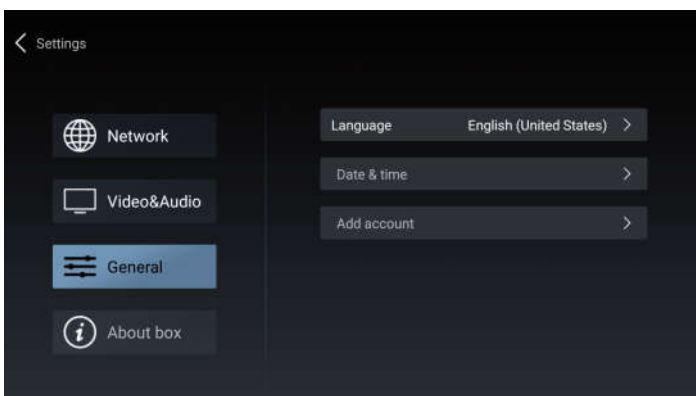 Settings
Network
Video&Audio
General
About box
Language English (United States)
Date & time
Add account